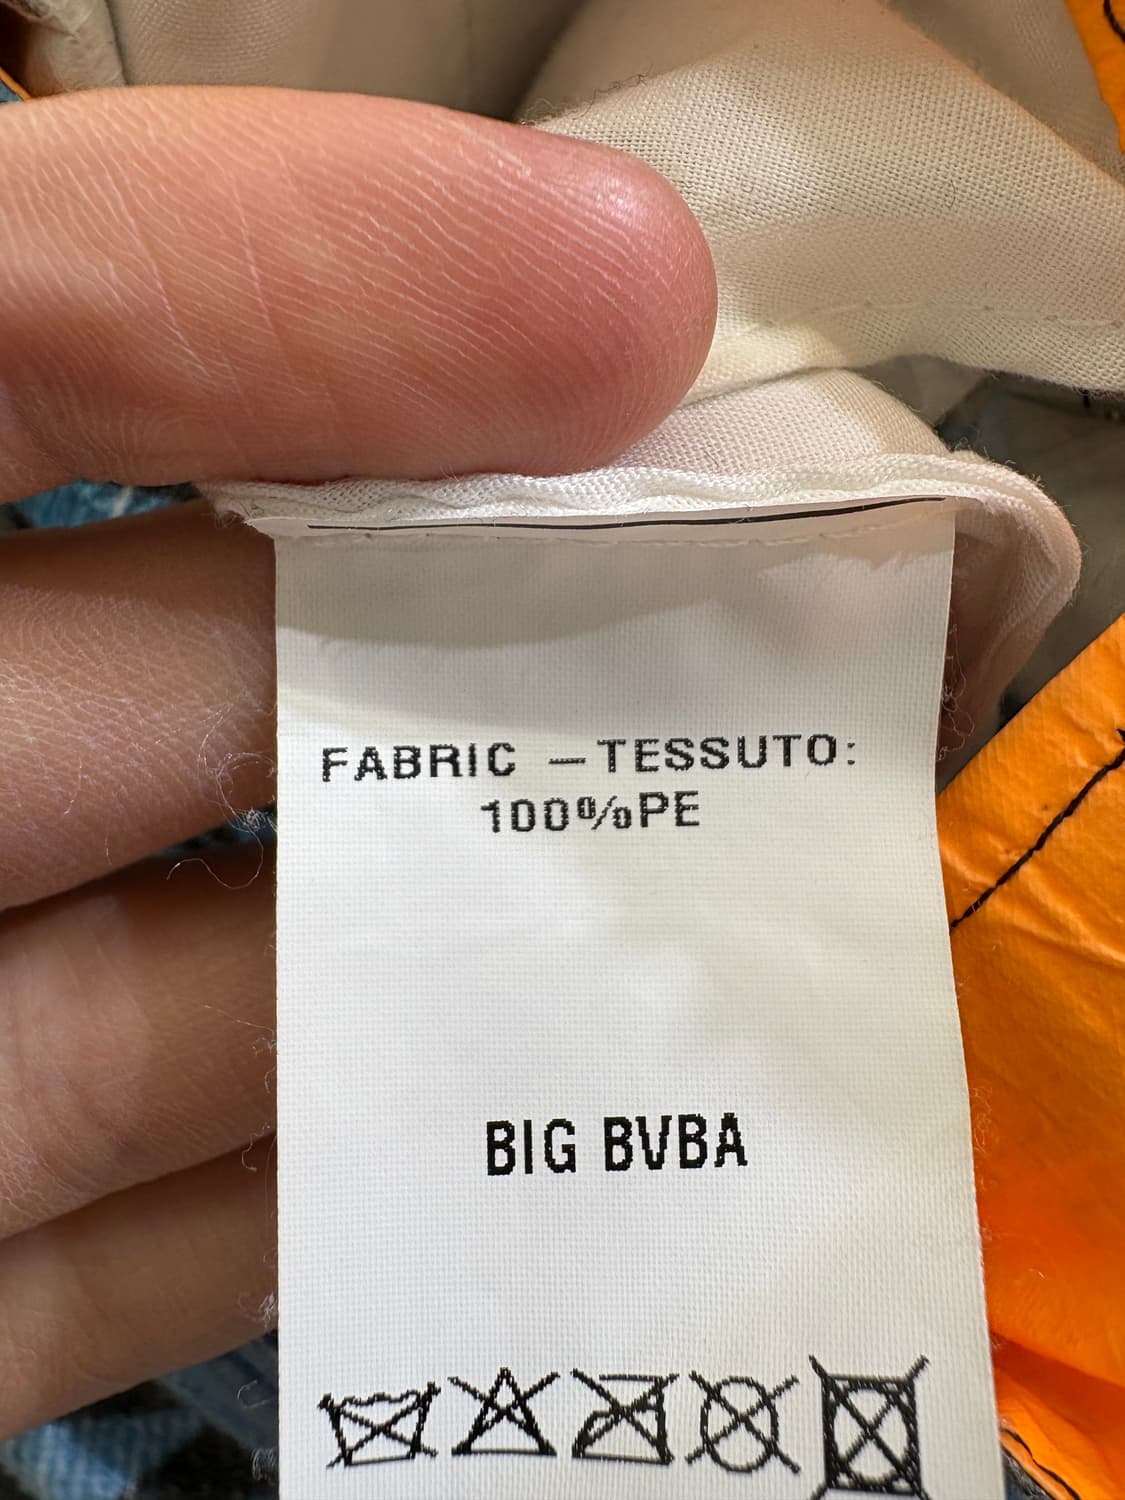 FABRIC – TESSUTO:
100%PE
BIG BVBA